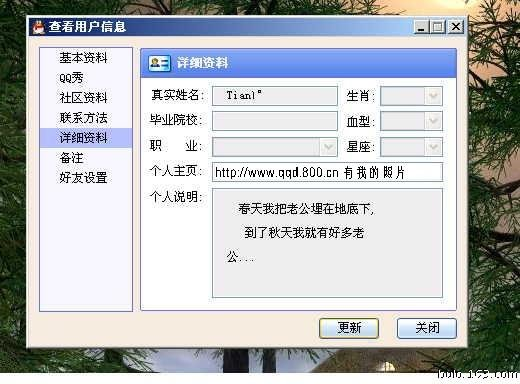 查看用户信息
基本资料
QQ秀
社区资料
联系方法
详细资料
备注
好友设置
详细资料
真实姓名: Tianl° 生肖:
毕业院校: 血型:
职 业: 星座:
个人主页: http://www.qqd.800.cn 有我的照片
个人说明:
春天我把老公埋在地底下,
到了秋天我就有好多老
公...
更新 关闭
bulo.163.com